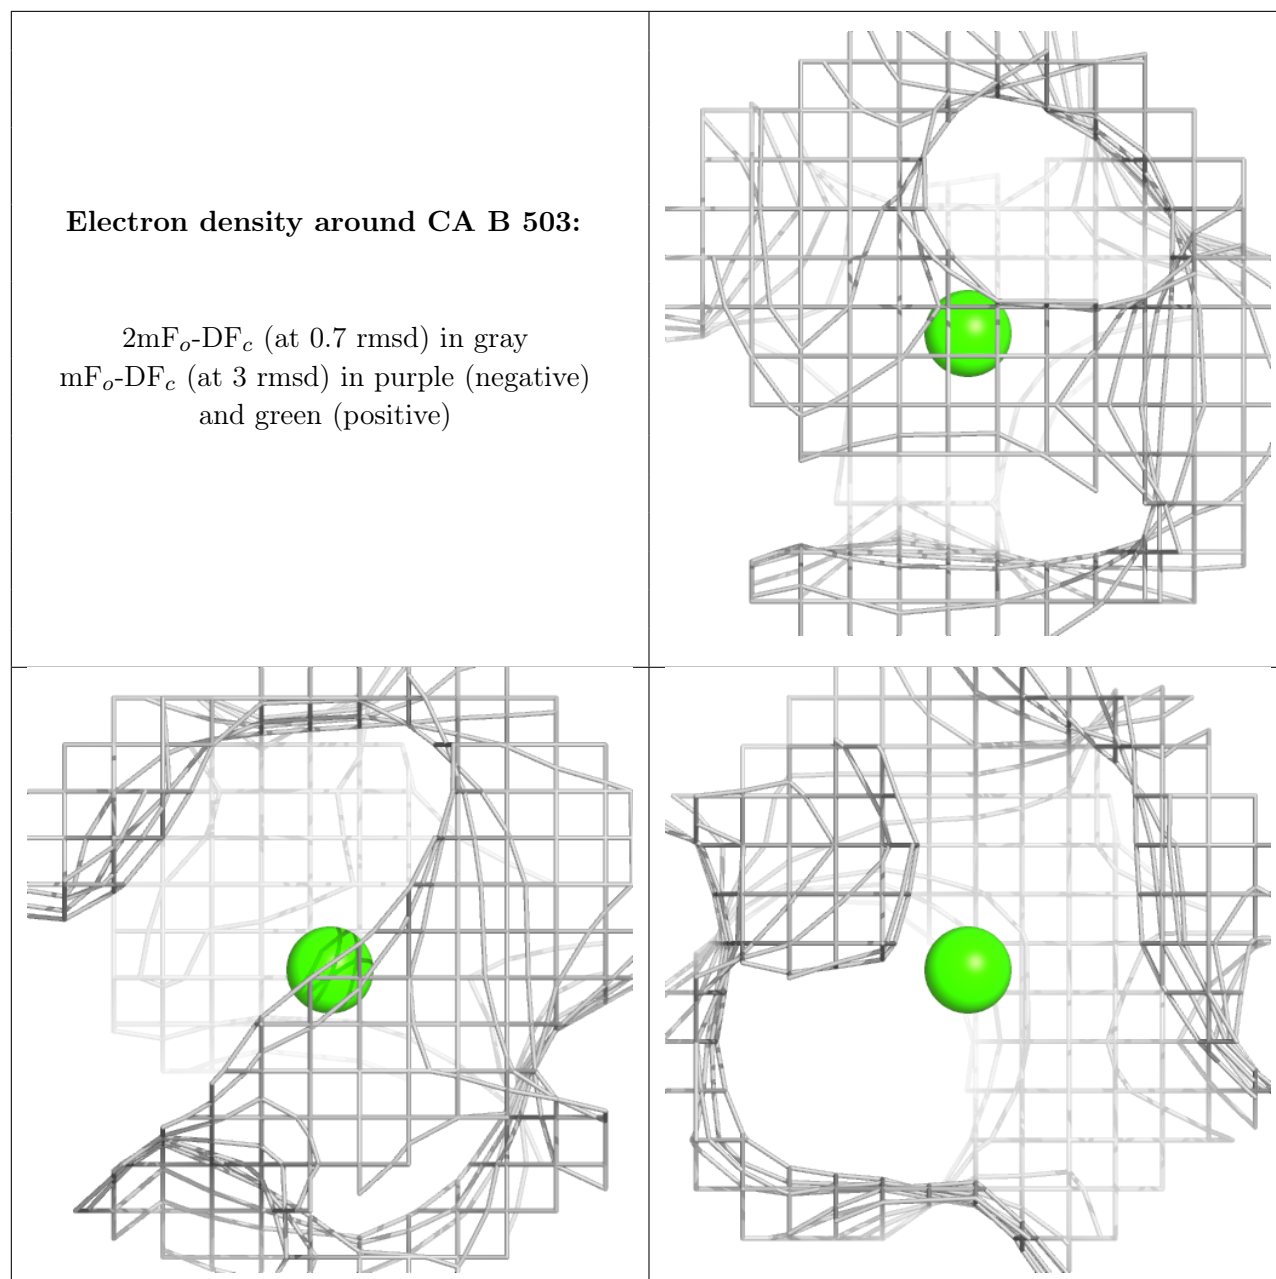 Electron density around CA B 503:
2mFo-DFc (at 0.7 rmsd) in gray
mFo-DFc (at 3 rmsd) in purple (negative)
and green (positive)